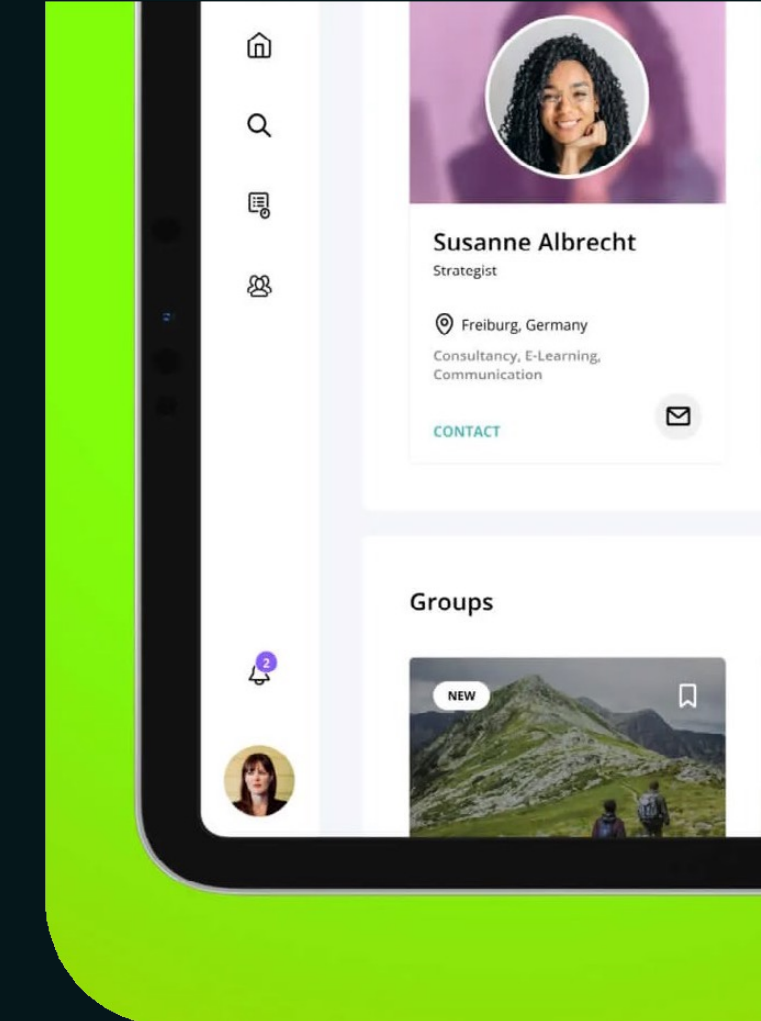 Susanne Albrecht
Strategist
Freiburg, Germany
Consultancy, E-Learning,
Communication
CONTACT
Groups
2
NEW